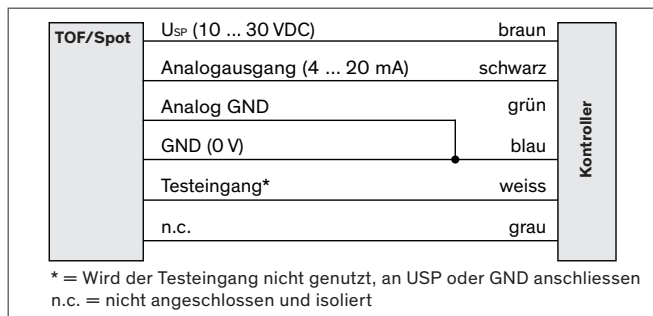 TOF/Spot
USP (10 ... 30 VDC) braun
Analogausgang (4 ... 20 mA) schwarz
Analog GND grün
GND (0 V) blau
Testeingang* weiss
n.c. grau
Kontroller
* = Wird der Testeingang nicht genutzt, an USP oder GND anschliessen
n.c. = nicht angeschlossen und isoliert